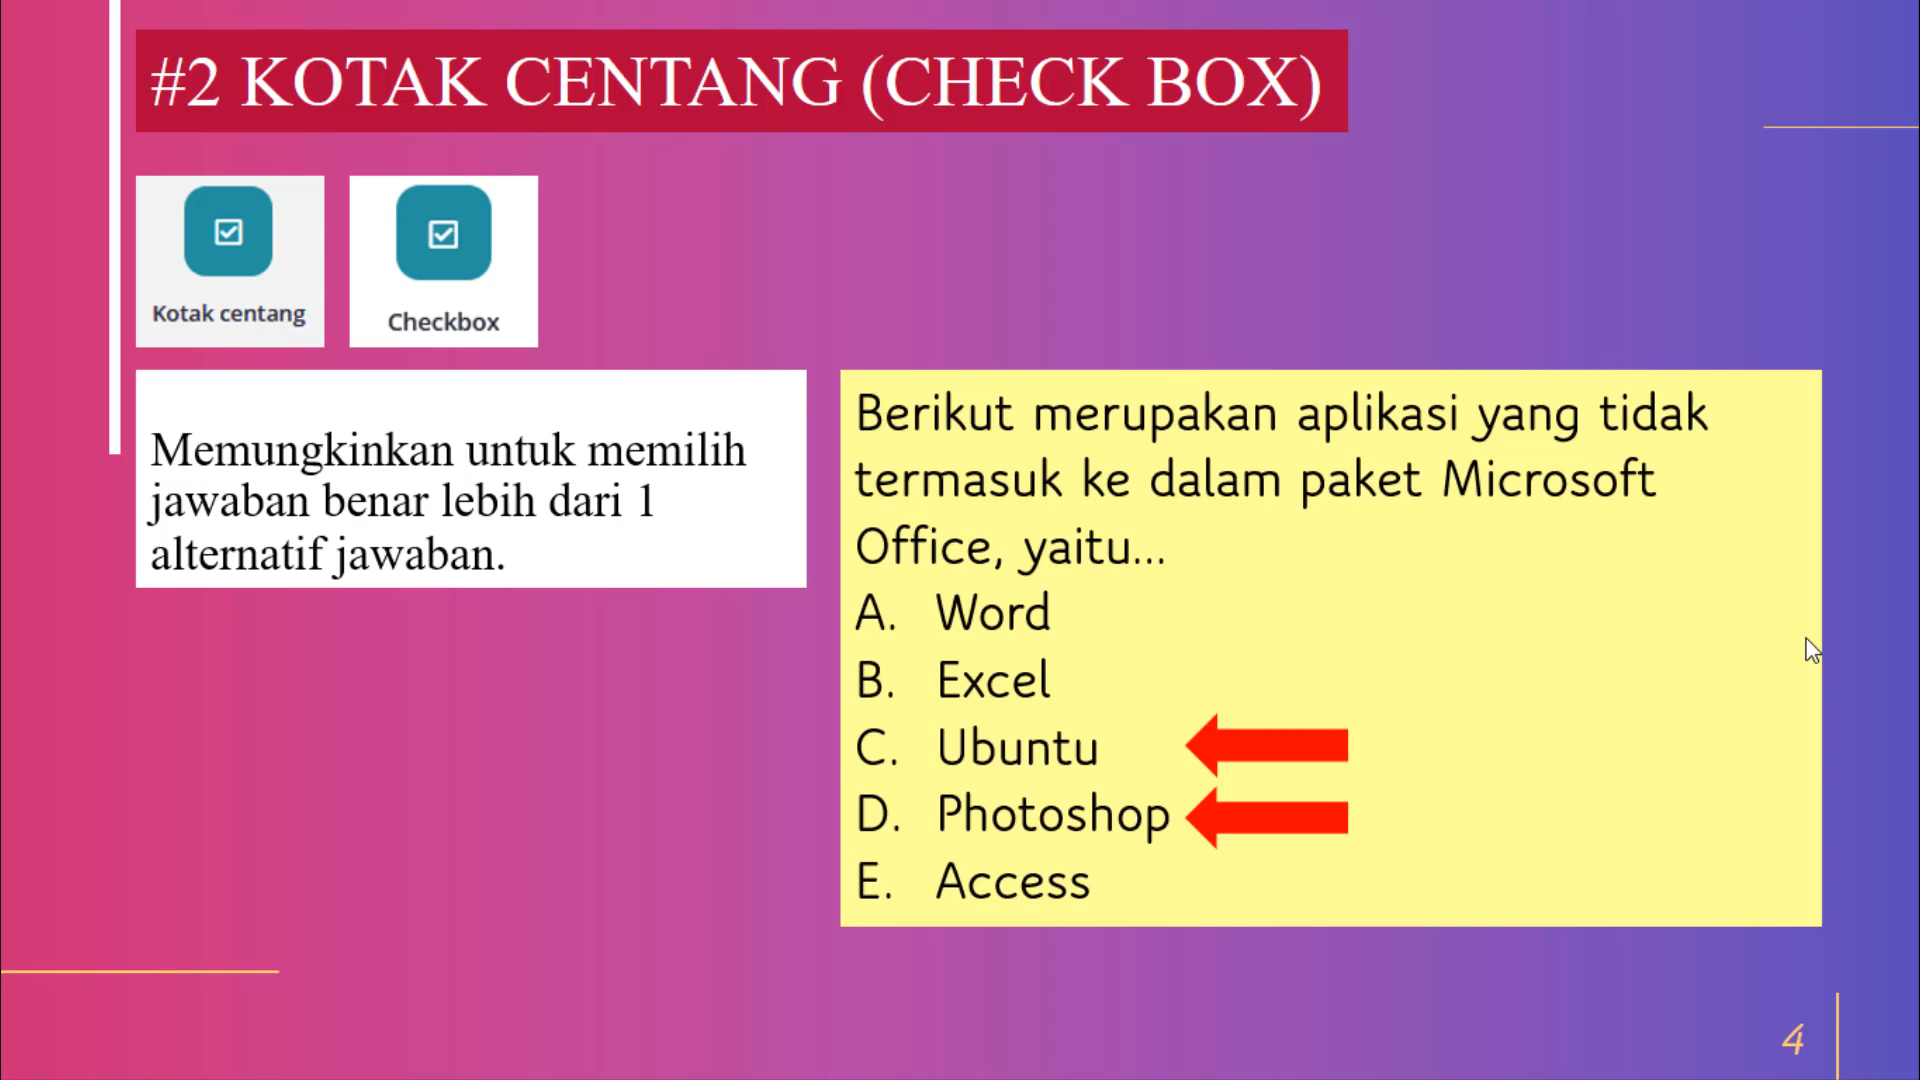 #2 KOTAK CENTANG (CHECK BOX)
Kotak centang
Checkbox
Memungkinkan untuk memilih
jawaban benar lebih dari 1
alternatif jawaban.
Berikut merupakan aplikasi yang tidak
termasuk ke dalam paket Microsoft
Office, yaitu...
A. Word
B. Excel
C. Ubuntu
D. Photoshop
E. Access
4